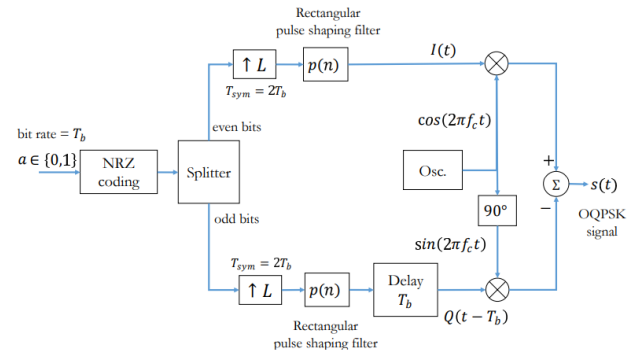 Rectangular
pulse shaping filter
↑ L
p(n)
I(t)
T_sym = 2T_b
cos(2πf_c t)
bit rate = T_b
even bits
a ∈ {0,1}
NRZ
coding
Splitter
Osc.
+
Σ
s(t)
90°
−
OQPSK
signal
odd bits
sin(2πf_c t)
T_sym = 2T_b
↑ L
p(n)
Delay
T_b
Q(t − T_b)
Rectangular
pulse shaping filter